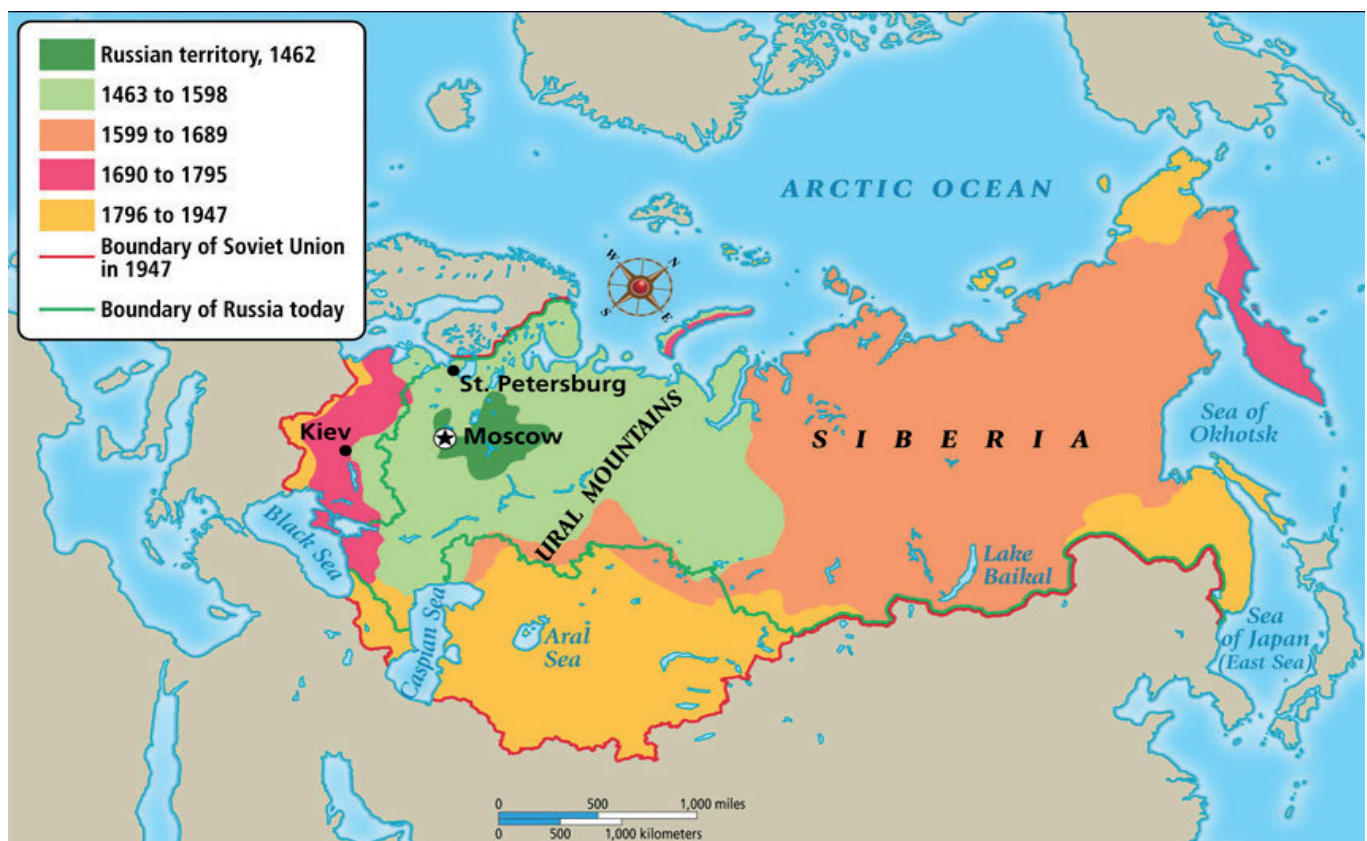 Russian territory, 1462
1463 to 1598
1599 to 1689
1690 to 1795
1796 to 1947
Boundary of Soviet Union
in 1947
Boundary of Russia today
ARCTIC OCEAN
W
N
S
E
St. Petersburg
Kiev
Moscow
URAL MOUNTAINS
SIBERIA
Sea of
Okhotsk
Black Sea
Caspian Sea
Aral
Sea
Lake
Baikal
Sea
of Japan
(East Sea)
0 500 1,000 miles
0 500 1,000 kilometers